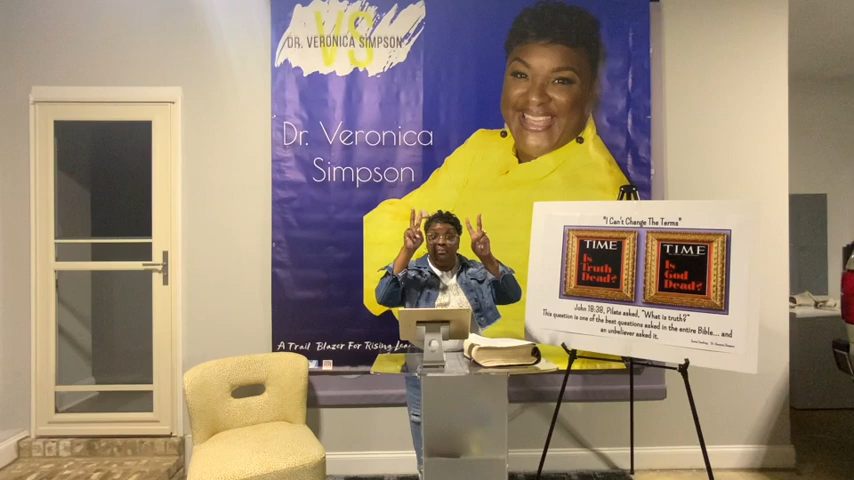 VS
DR. VERONICA SIMPSON
Dr. Veronica
Simpson
A Trail Blazer For Rising
"I Can't Change The Terms"
TIME
Is
Truth
Dead?
TIME
Is
God
Dead?
John 18:38, Pilate asked, "What is truth?"
This question is one of the best questions asked in the entire Bible... and
an unbeliever asked it.